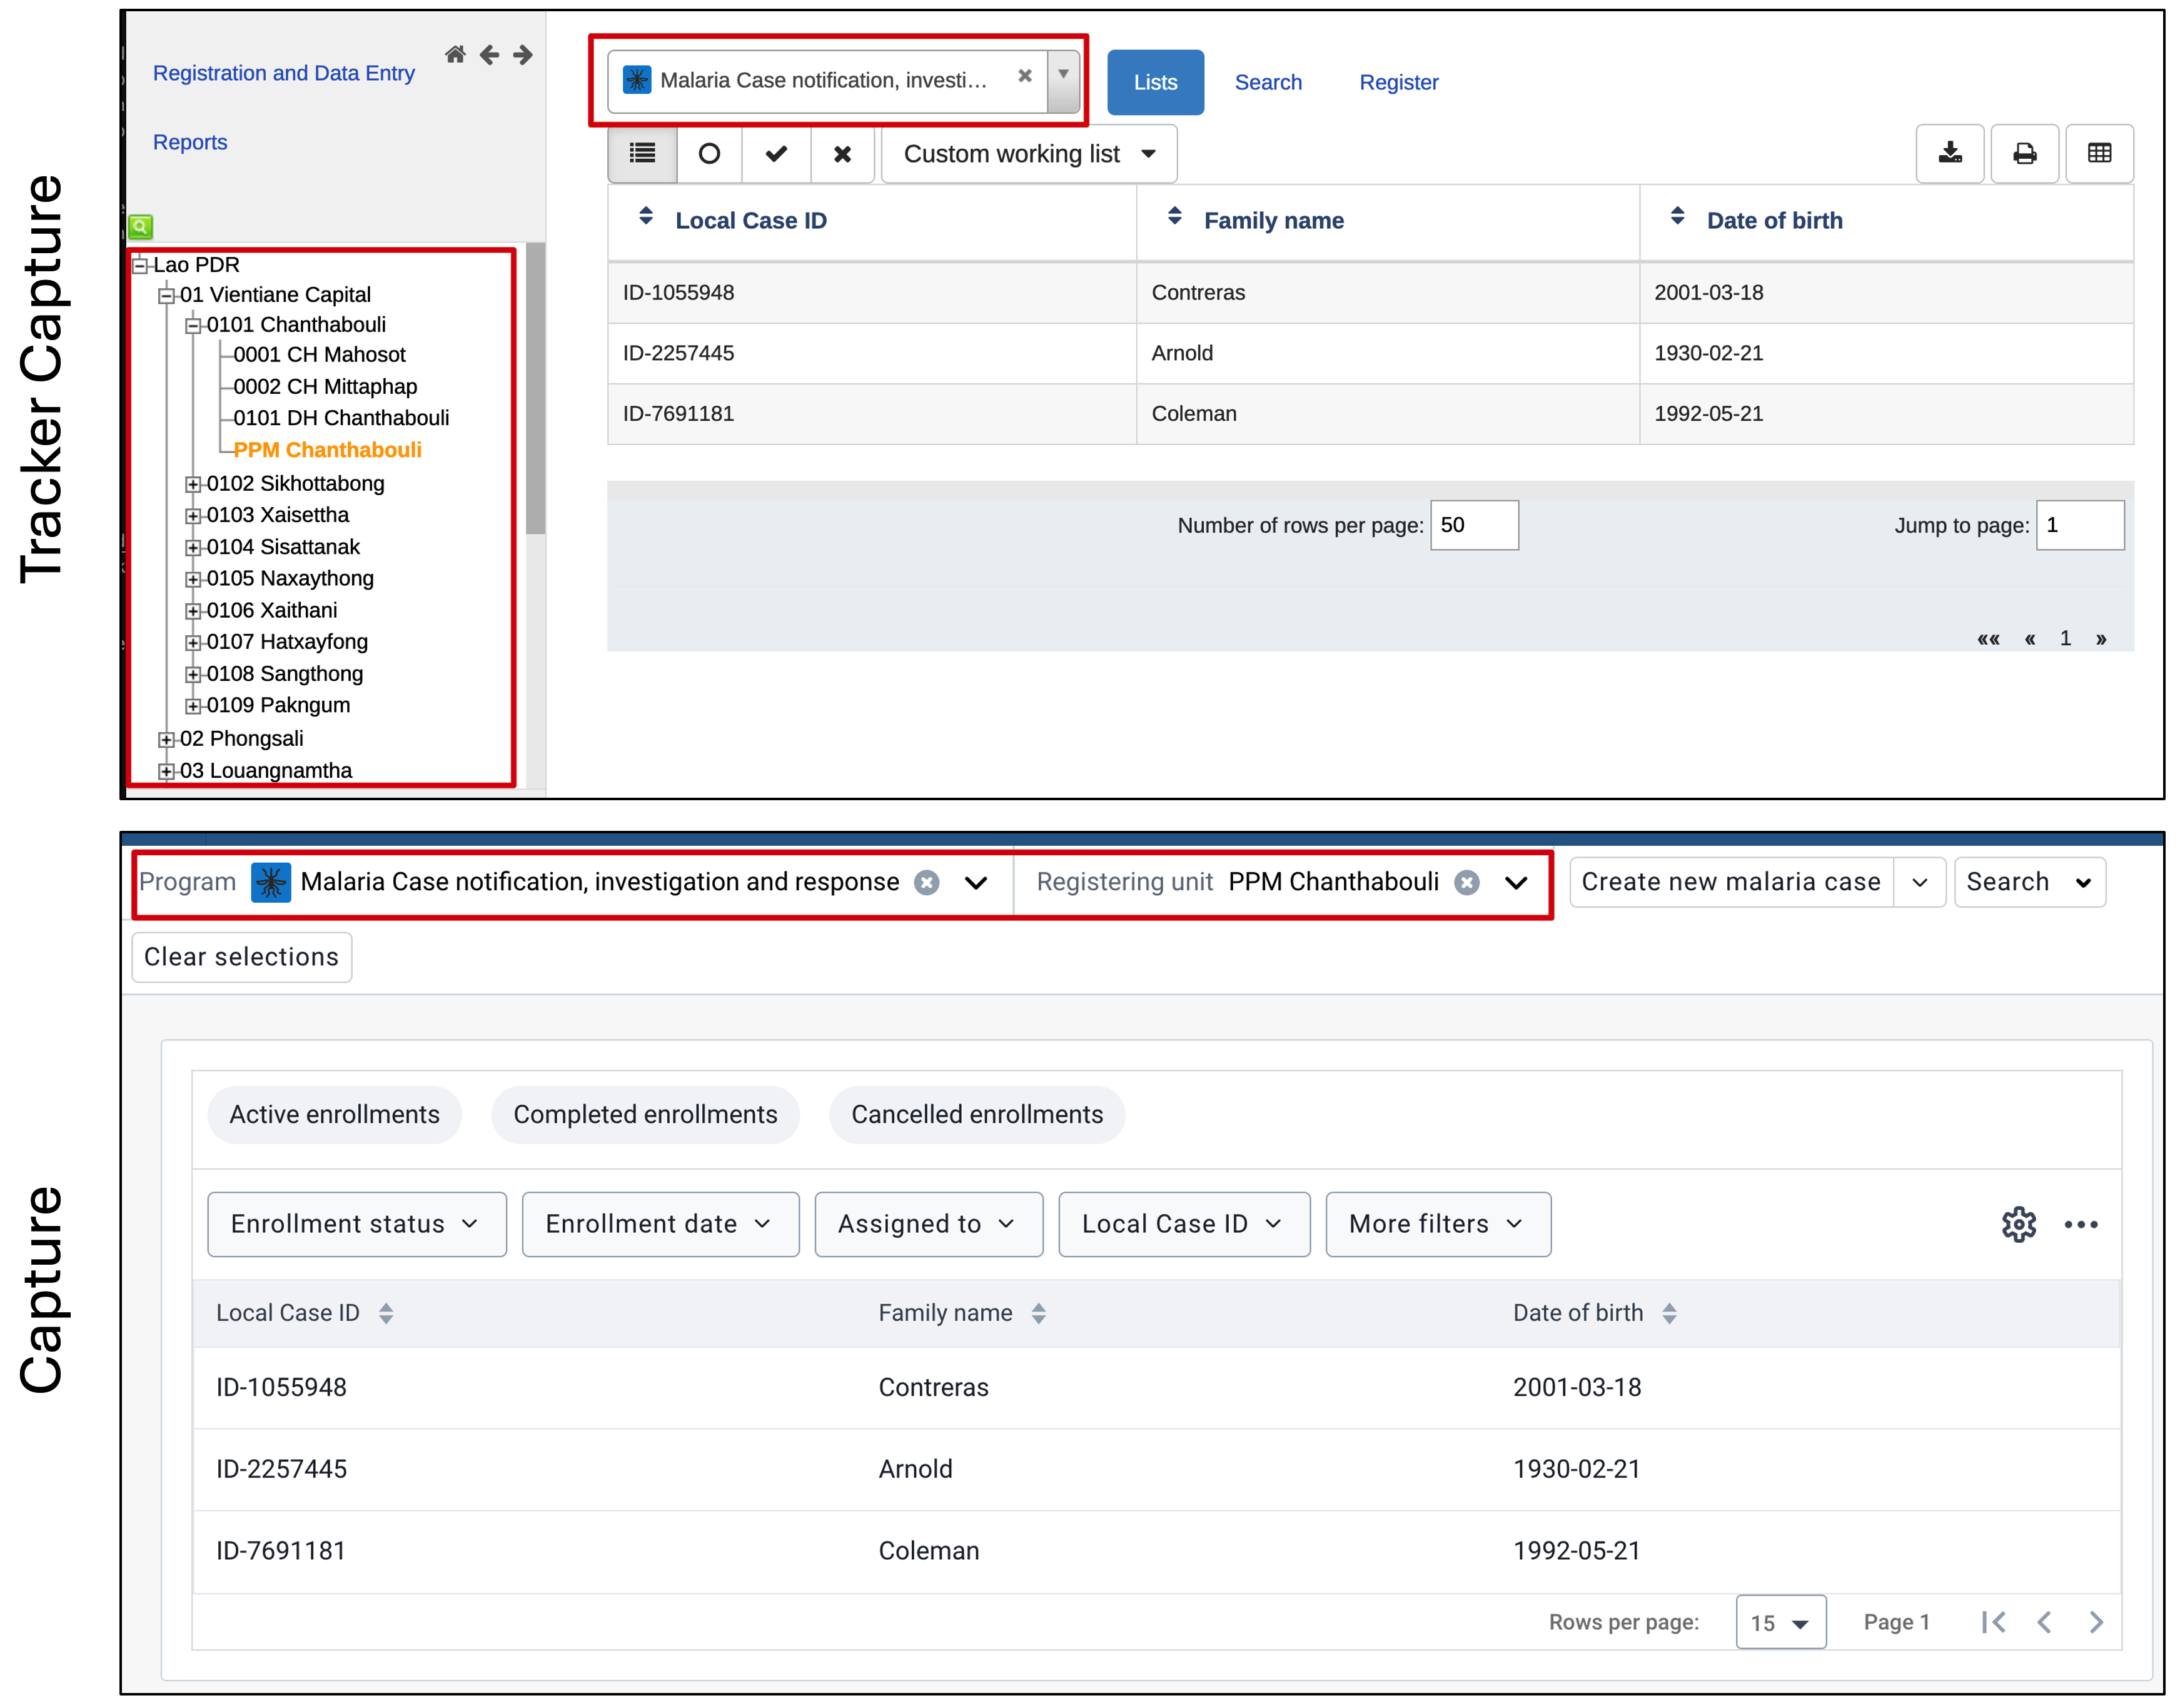 Tracker Capture
Registration and Data Entry
Reports
Lao PDR
01 Vientiane Capital
0101 Chanthabouli
0001 CH Mahosot
0002 CH Mittaphap
0101 DH Chanthabouli
PPM Chanthabouli
0102 Sikhottabong
0103 Xaisettha
0104 Sisattanak
0105 Naxaythong
0106 Xaithani
0107 Hatxayfong
0108 Sangthong
0109 Pakngum
02 Phongsali
03 Louangnamtha
Malaria Case notification, investi... Lists Search Register
Custom working list
Local Case ID Family name Date of birth
ID-1055948 Contreras 2001-03-18
ID-2257445 Arnold 1930-02-21
ID-7691181 Coleman 1992-05-21
Number of rows per page: 50 Jump to page: 1
«« « 1 »
Capture
Program Malaria Case notification, investigation and response Registering unit PPM Chanthabouli Create new malaria case Search
Clear selections
Active enrollments Completed enrollments Cancelled enrollments
Enrollment status Enrollment date Assigned to Local Case ID More filters
Local Case ID Family name Date of birth
ID-1055948 Contreras 2001-03-18
ID-2257445 Arnold 1930-02-21
ID-7691181 Coleman 1992-05-21
Rows per page: 15 Page 1